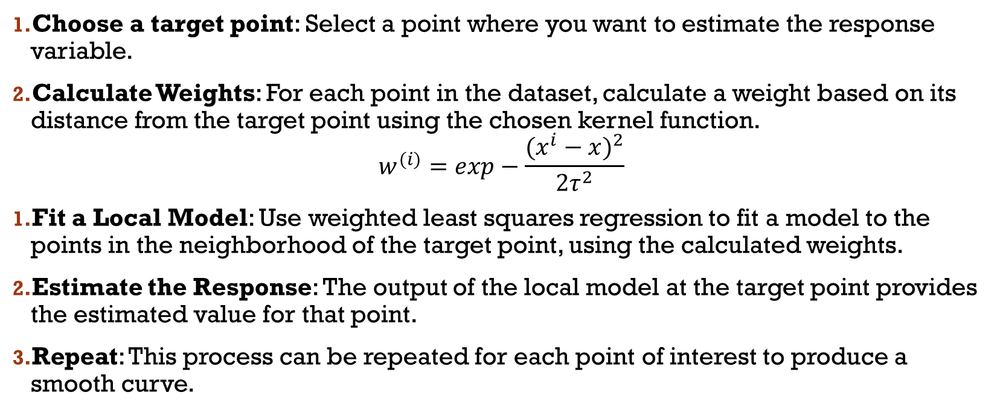 1.Choose a target point: Select a point where you want to estimate the response
variable.
2.Calculate Weights: For each point in the dataset, calculate a weight based on its
distance from the target point using the chosen kernel function.
w^(i) = exp − (x^i − x)^2 / 2τ^2
1.Fit a Local Model: Use weighted least squares regression to fit a model to the
points in the neighborhood of the target point, using the calculated weights.
2.Estimate the Response: The output of the local model at the target point provides
the estimated value for that point.
3.Repeat: This process can be repeated for each point of interest to produce a
smooth curve.